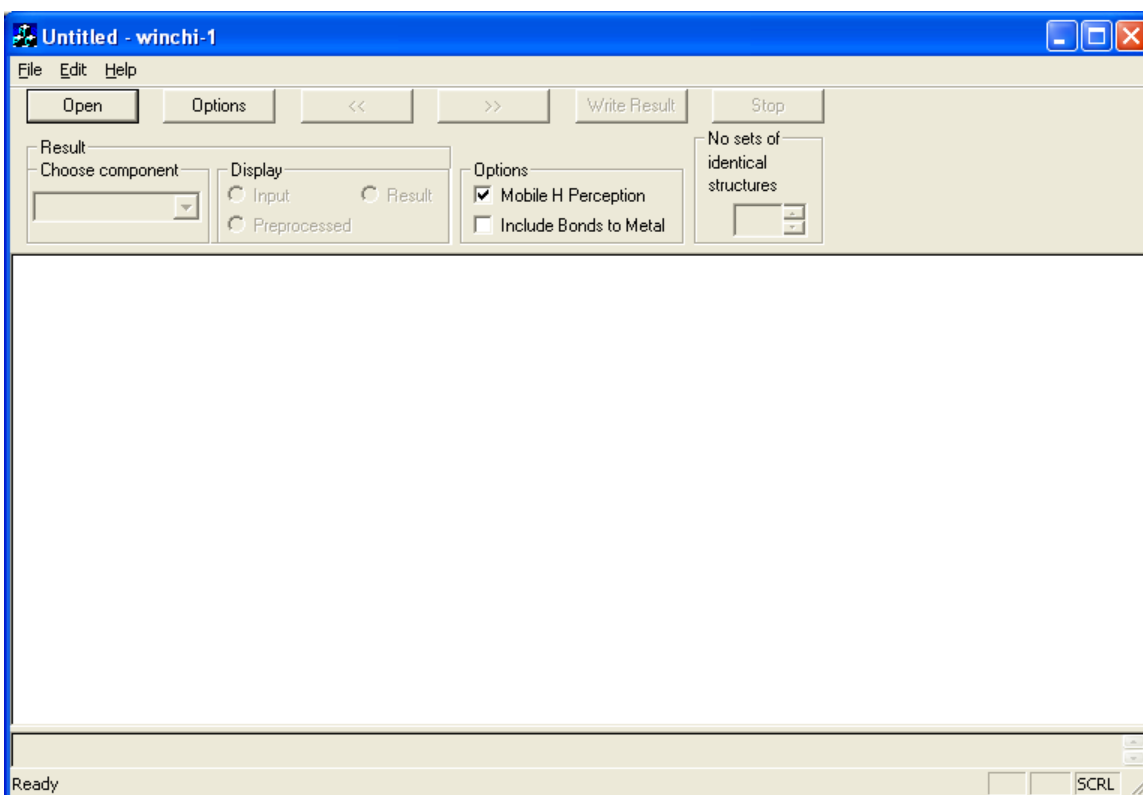 Untitled - winchi-1
File Edit Help
Open Options << >> Write Result Stop
Result
Choose component
Display
Input Result
Preprocessed
Options
Mobile H Perception
Include Bonds to Metal
No sets of
identical
structures
Ready
SCRL